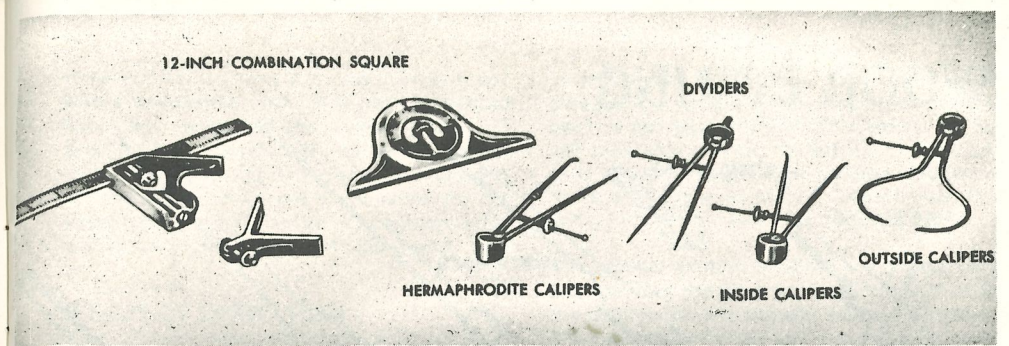 12-INCH COMBINATION SQUARE
DIVIDERS
HERMAPHRODITE CALIPERS
INSIDE CALIPERS
OUTSIDE CALIPERS